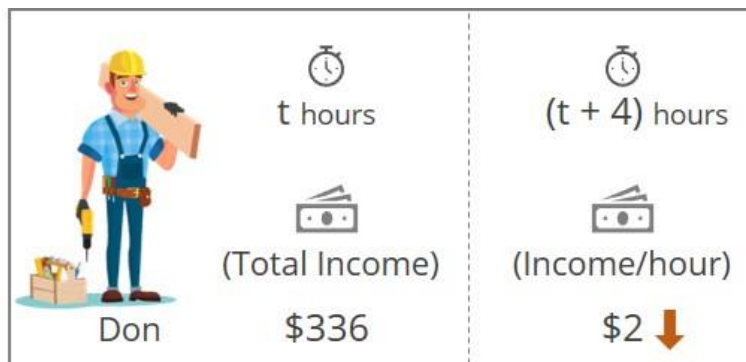 t hours
(t + 4) hours
(Total Income)
(Income/hour)
Don
$336
$2